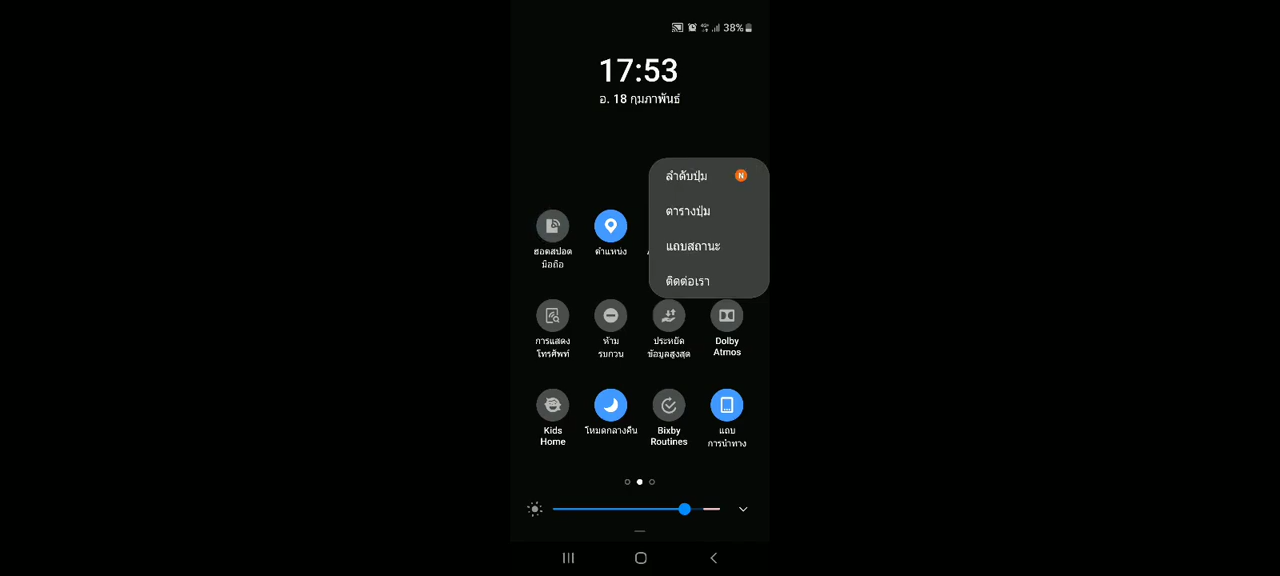 38%
17:53
อ. 18 กุมภาพันธ์
ลำดับปุ่ม N
ตารางปุ่ม
แถบสถานะ
ติดต่อเรา
ฮอตสปอต
มือถือ
ตำแหน่ง
การแสดง
โทรศัพท์
ห้าม
รบกวน
ประหยัด
ข้อมูลสูงสุด
Dolby
Atmos
Kids
Home
โหมดกลางคืน
Bixby
Routines
แถบ
การนำทาง